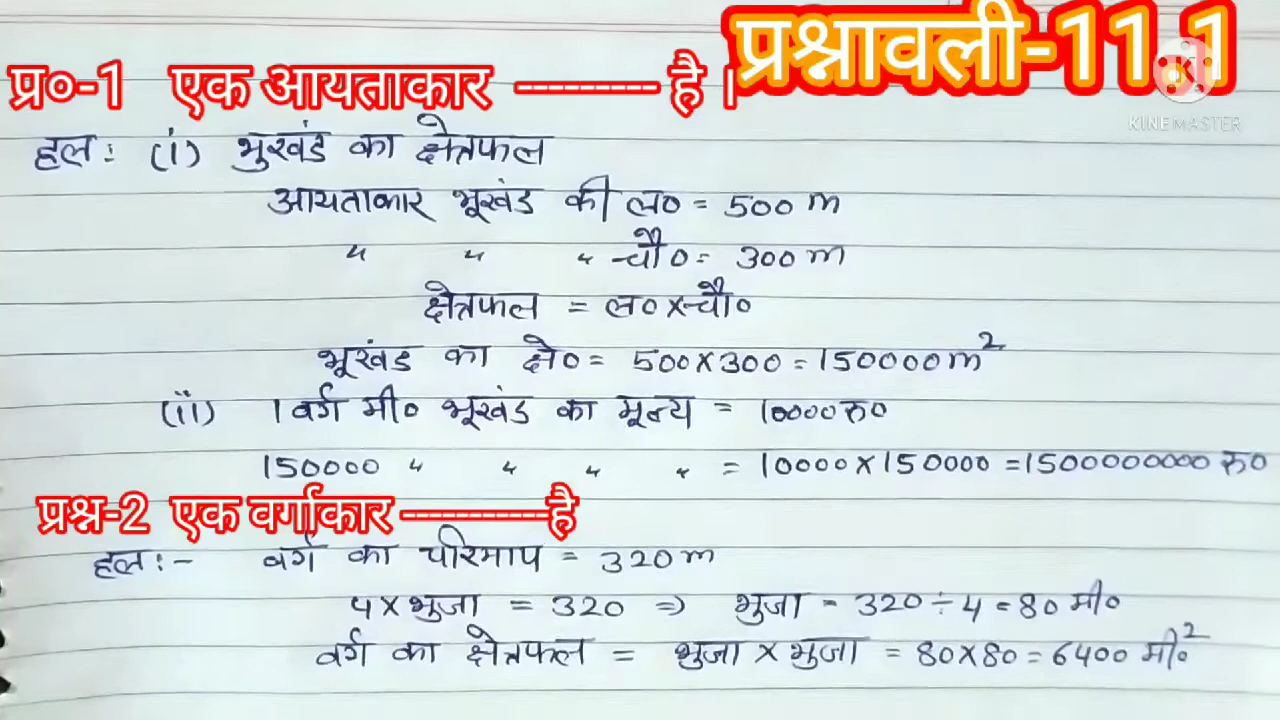 प्रश्नावली-11.1
KINEMASTER
प्र०-1 एक आयताकार --------- है ।
हल: (i) भुखंड का क्षेत्रफल
आयताकार भूखंड की ल० = 500 m
" " " चौ० = 300 m
क्षेत्रफल = ल० × चौ०
भूखंड का क्षे० = 500 × 300 = 150000 m²
(ii) 1 वर्ग मी० भूखंड का मूल्य = 10000 रु०
150000 " " " " = 10000 × 150000 = 1500000000 रु०
प्रश्न-2 एक वर्गाकार -----------है
हल :- वर्ग का परिमाप = 320 m
4 × भुजा = 320 ⇒ भुजा = 320 ÷ 4 = 80 मी०
वर्ग का क्षेत्रफल = भुजा × भुजा = 80 × 80 = 6400 मी०²